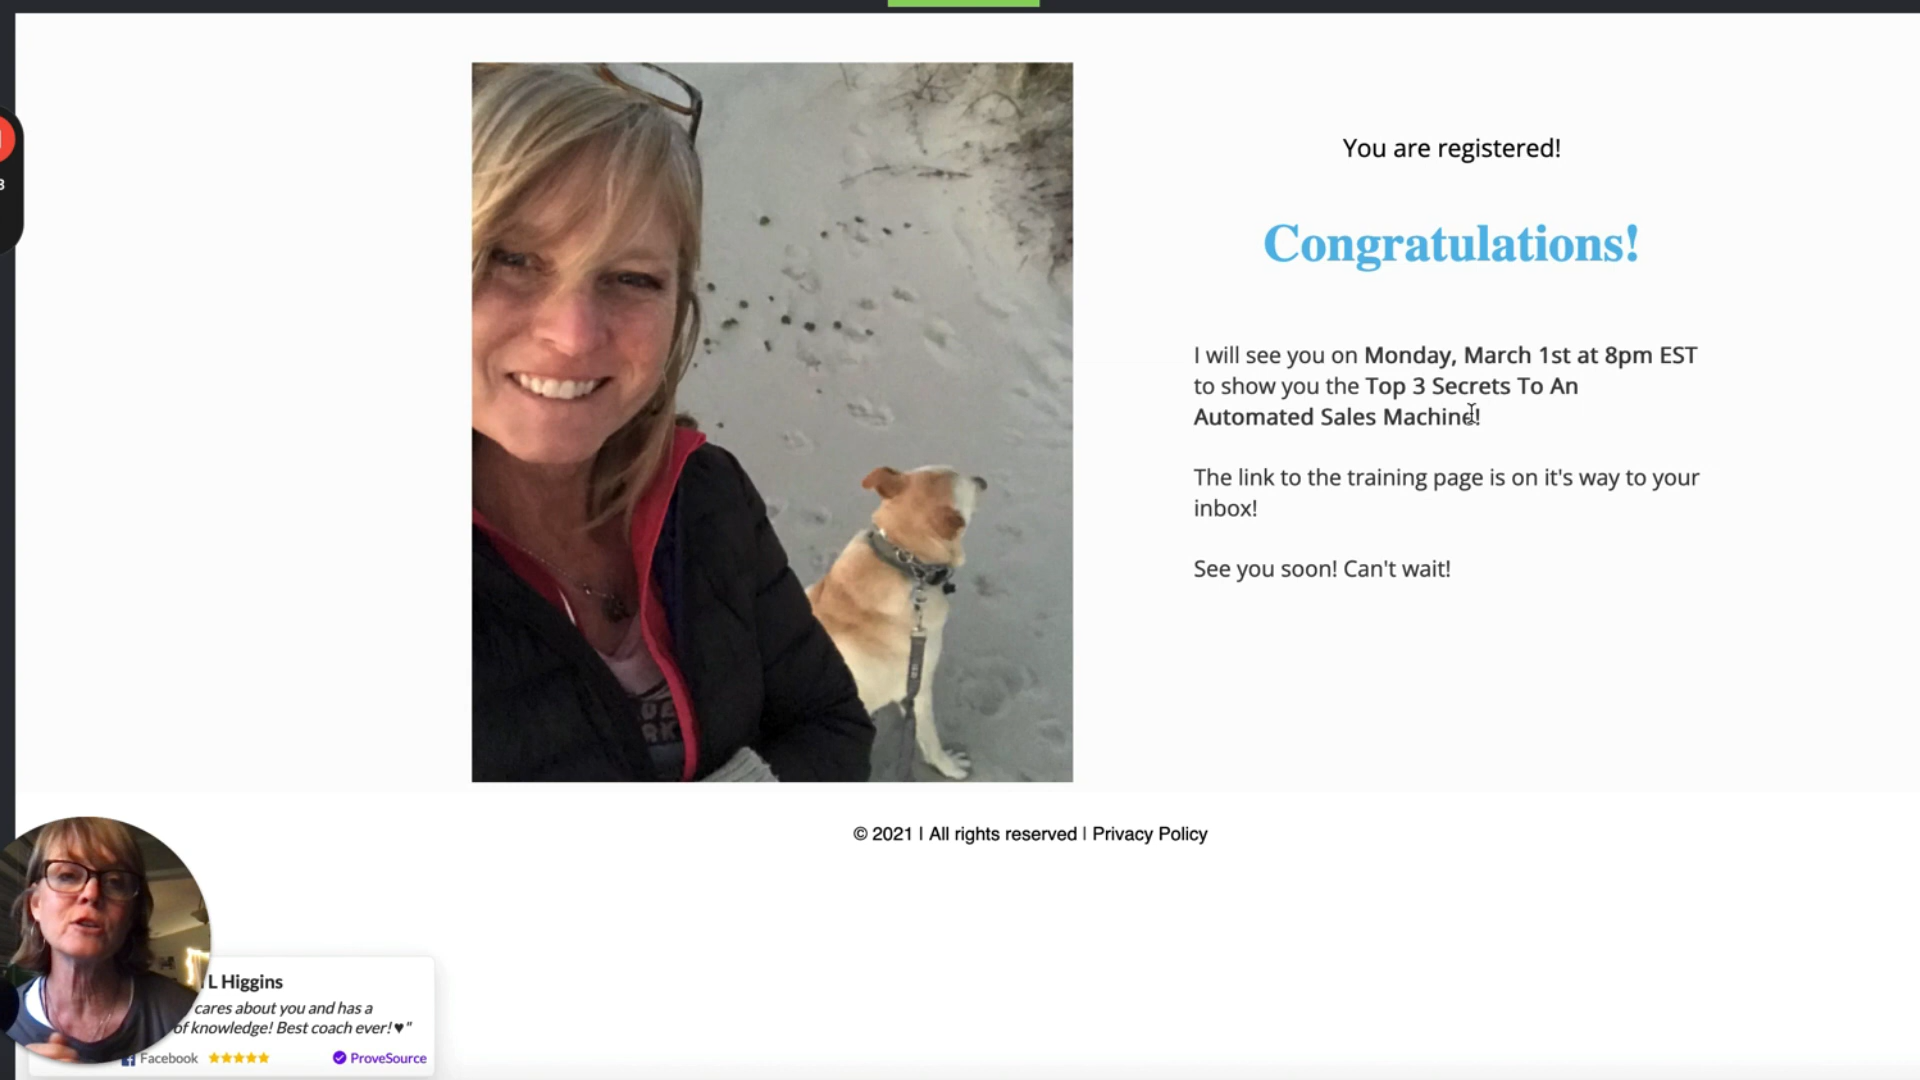 You are registered!
Congratulations!
I will see you on Monday, March 1st at 8pm EST
to show you the Top 3 Secrets To An
Automated Sales Machine!
The link to the training page is on it's way to your
inbox!
See you soon! Can't wait!
© 2021 | All rights reserved | Privacy Policy
L Higgins
cares about you and has a
of knowledge! Best coach ever!♥"
Facebook ★★★★★ ProveSource